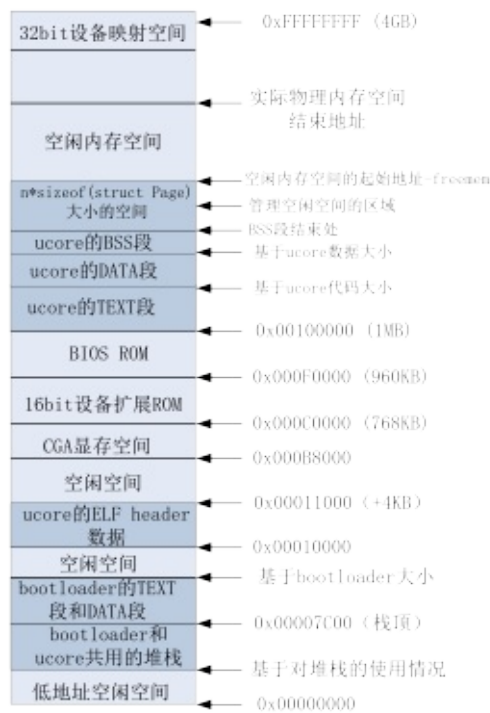 32bit设备映射空间
0xFFFFFFFF (4GB)
实际物理内存空间
结束地址
空闲内存空间
空闲内存空间的起始地址-freemem
n*sizeof(struct Page)
大小的空间
管理空闲空间的区域
BSS段结束处
ucore的BSS段
基于ucore数据大小
ucore的DATA段
基于ucore代码大小
ucore的TEXT段
0x00100000 (1MB)
BIOS ROM
0x000F0000 (960KB)
16bit设备扩展ROM
0x000C0000 (768KB)
CGA显存空间
0x000B8000
空闲空间
0x00011000 (+4KB)
ucore的ELF header
数据
0x00010000
空闲空间
基于bootloader大小
bootloader的TEXT
段和DATA段
0x00007C00 (栈顶)
bootloader和
ucore共用的堆栈
基于对堆栈的使用情况
低地址空闲空间
0x00000000